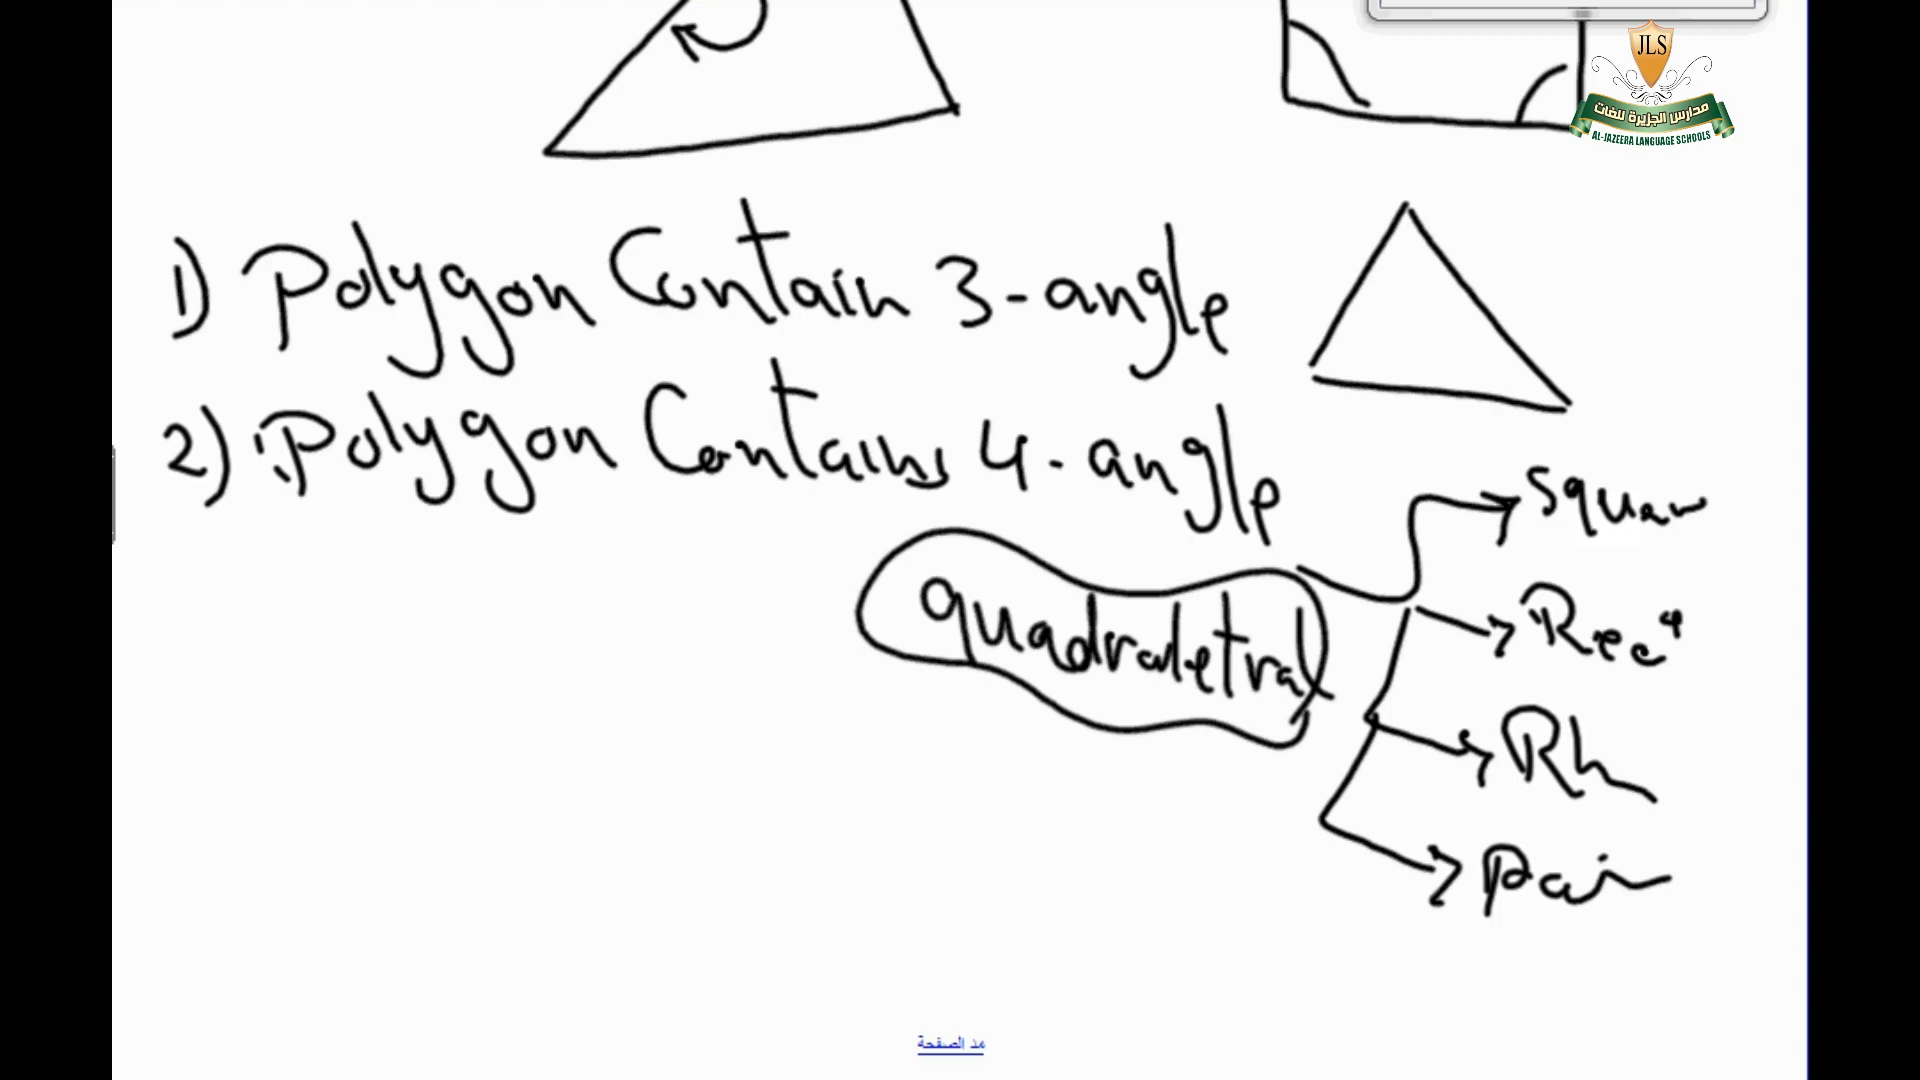 JLS
مدارس الجزيرة للغات
AL-JAZEERA LANGUAGE SCHOOLS
1) Polygon Contain 3-angle
2) Polygon Contains 4-angle
quadraletral
Squar
Rec
Rh
Par
مد الصفحة